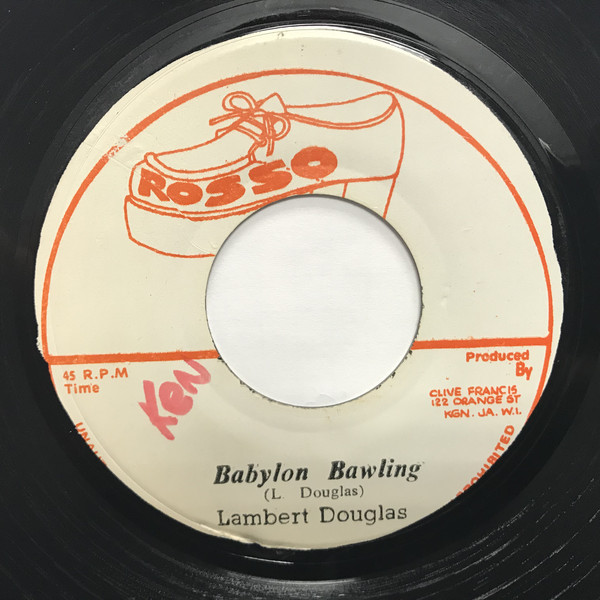 ROSSO
45 R.P.M
Time
Produced
By
CLIVE FRANCIS
122 ORANGE ST
KGN. JA. W.I.
KEN
Babylon Bawling
(L. Douglas)
Lambert Douglas